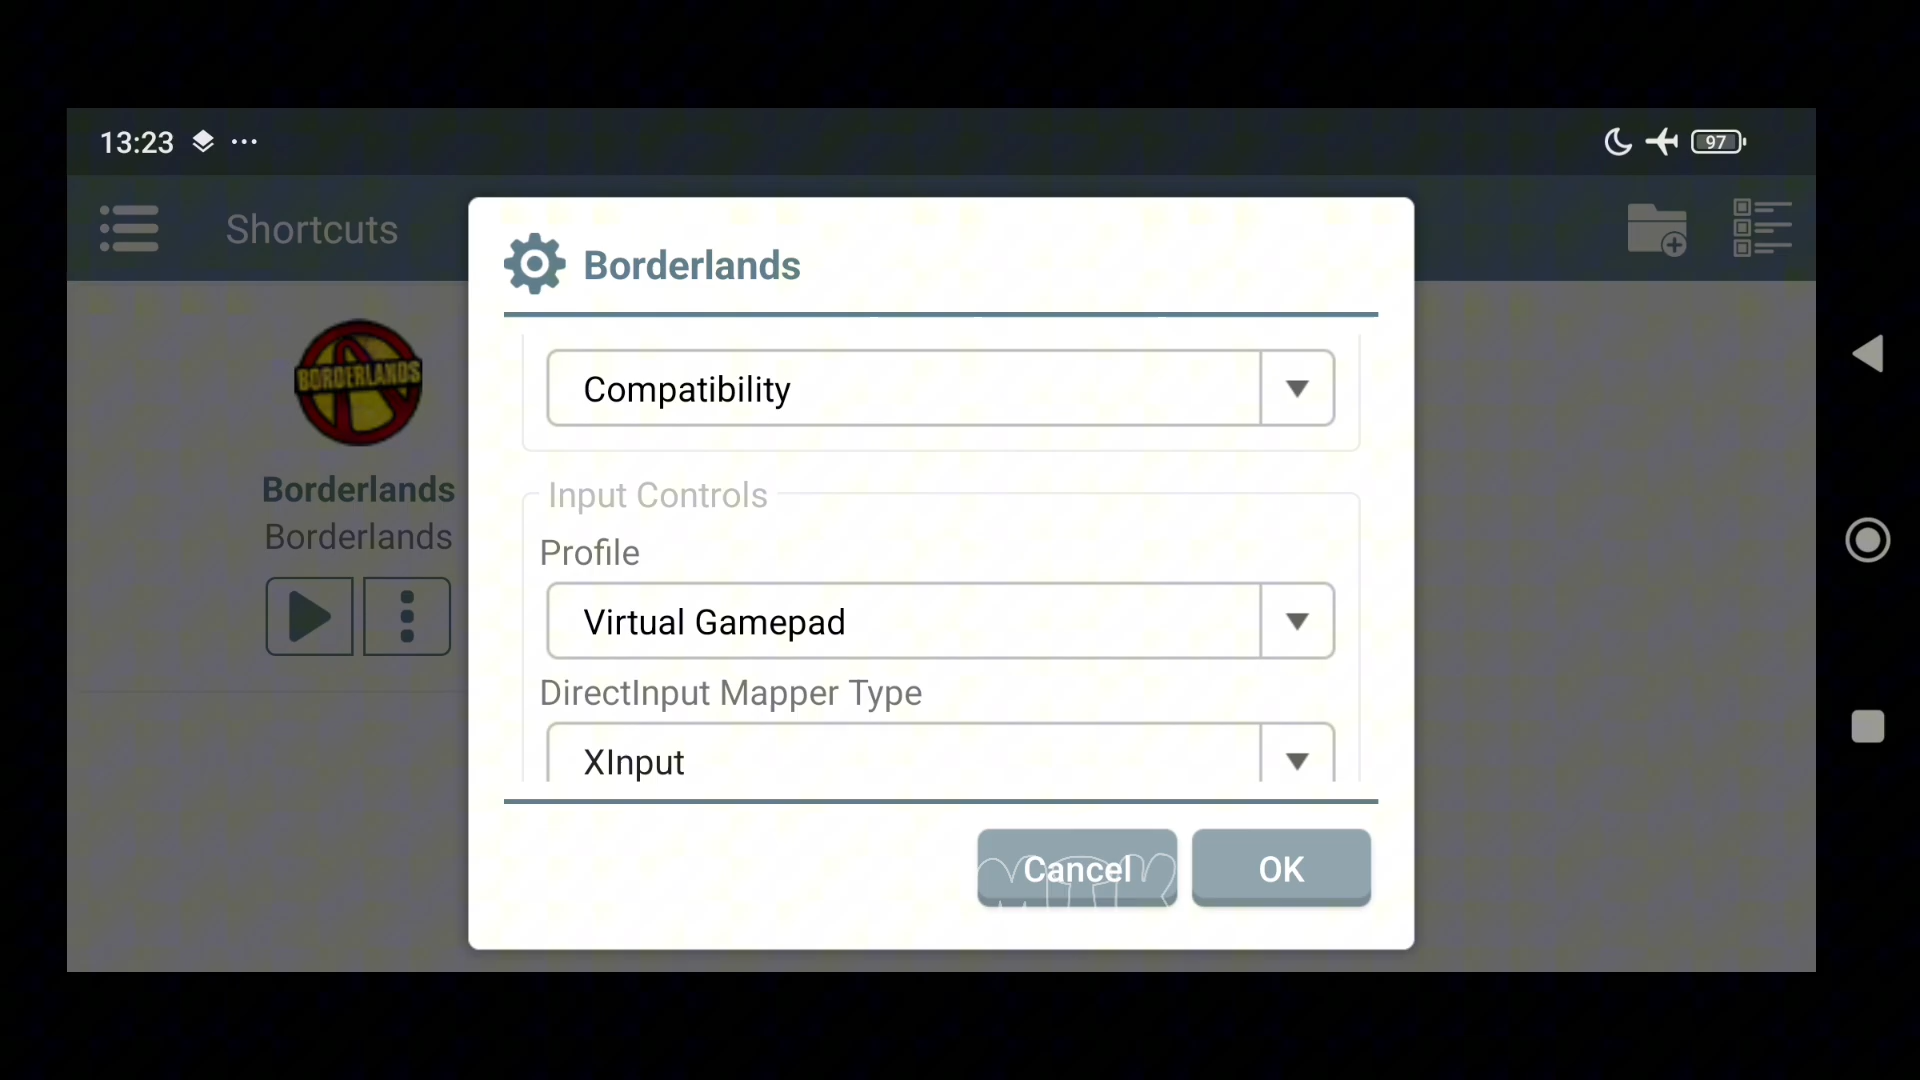 13:23
97
Shortcuts
Borderlands
Compatibility
Input Controls
Profile
Virtual Gamepad
DirectInput Mapper Type
XInput
Cancel
OK
BORDERLANDS
Borderlands
Borderlands